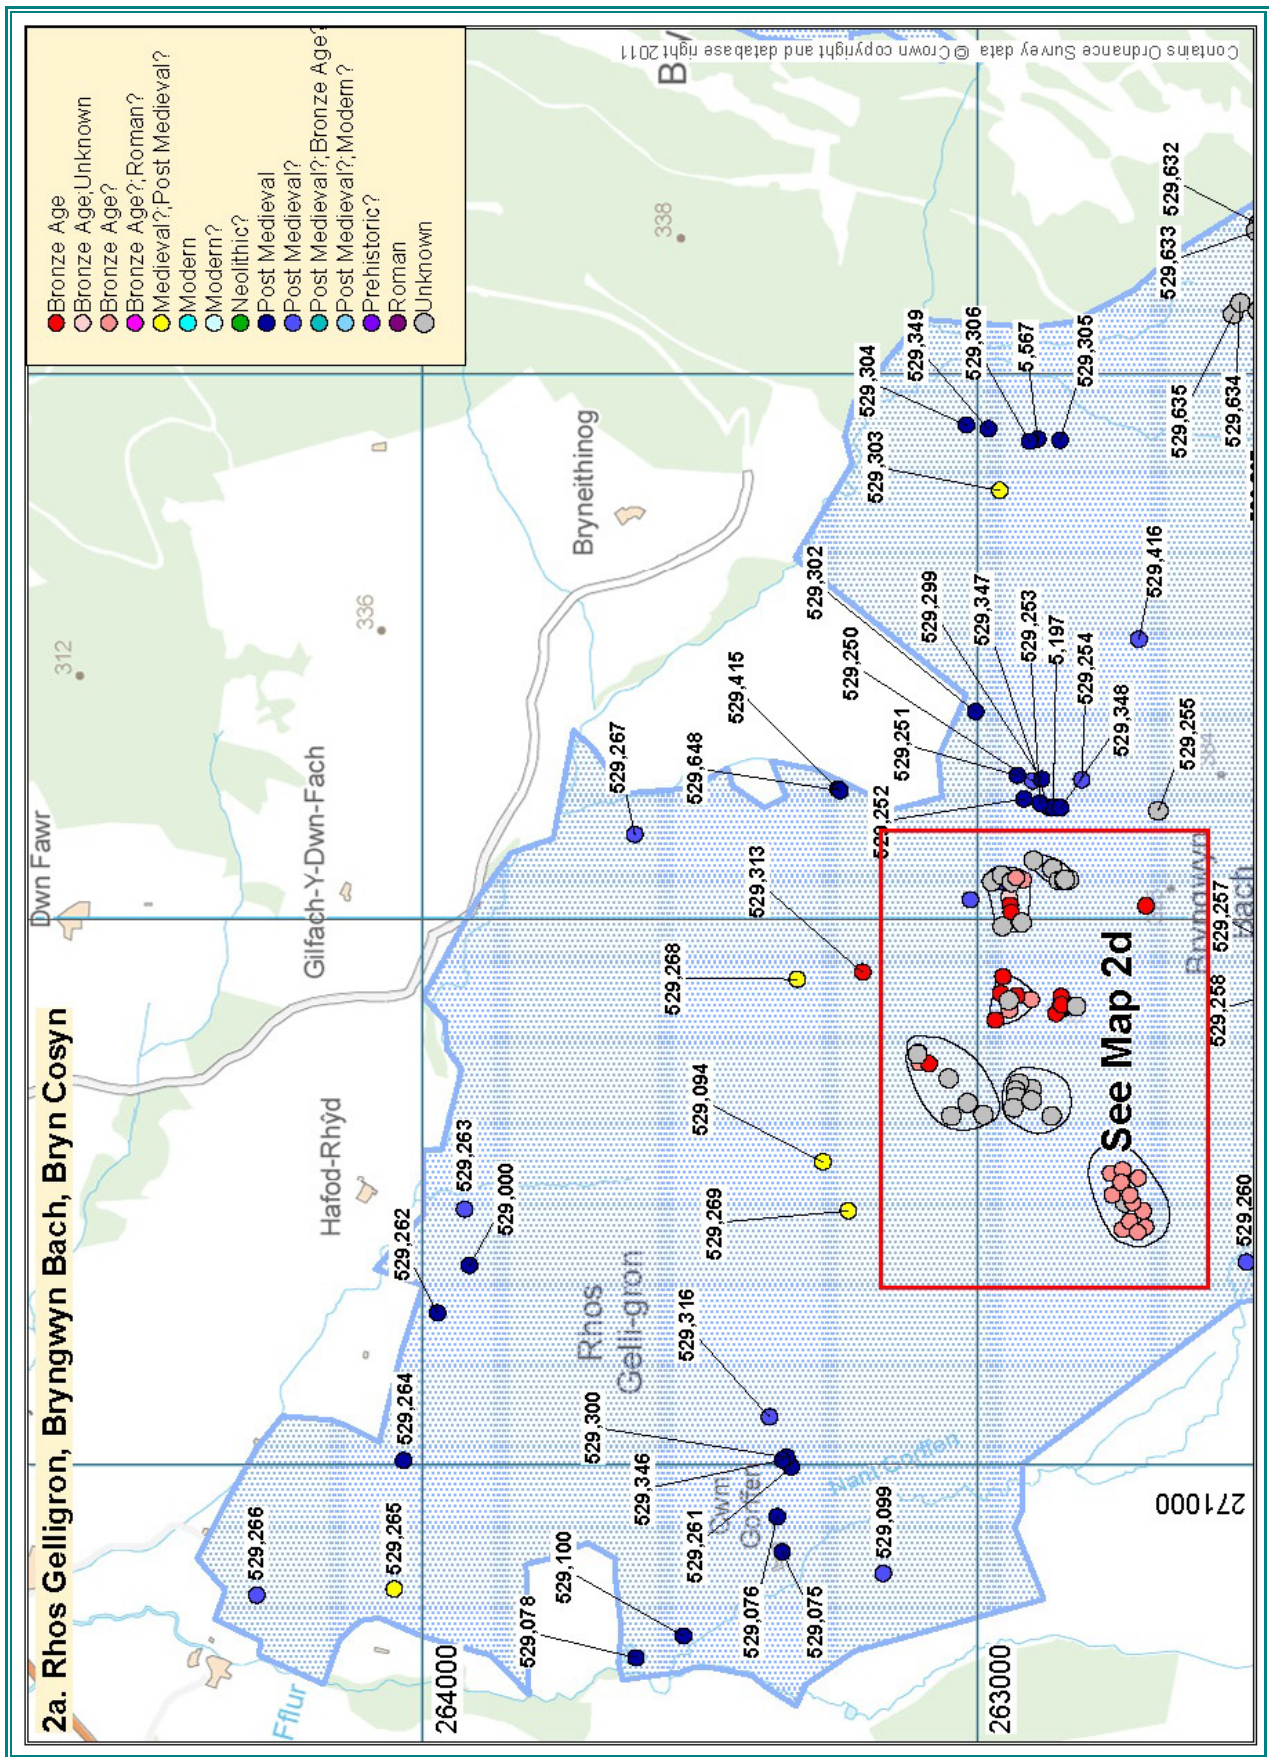 2a. Rhos Gelligron, Bryngwyn Bach, Bryn Cosyn
Bronze Age
Bronze Age;Unknown
Bronze Age?
Bronze Age?;Roman?
Medieval?;Post Medieval?
Modern
Modern?
Neolithic?
Post Medieval
Post Medieval?
Post Medieval?;Bronze Age?
Post Medieval?;Modern?
Prehistoric?
Roman
Unknown
Dwn Fawr
312
Gilfach-Y-Dwn-Fach
336
Hafod-Rhŷd
Bryneithinog
338
Fflur
529,266
529,265
529,264
529,262
529,263
529,000
264000
529,078
529,100
529,076
529,075
529,261
529,346
529,300
529,316
Rhos
Gelli-gron
Cwm
Gorffen
Nant Gorffen
529,099
529,269
529,094
529,268
529,313
529,267
529,648
529,415
529,252
529,251
529,250
529,302
529,299
529,347
529,253
5,197
529,254
529,348
529,255
384
529,416
529,303
529,304
529,349
529,306
5,567
529,305
529,635
529,634
529,633
529,632
263000
271000
See Map 2d
Bryngwyn
529,260
529,258
529,257
Contains Ordnance Survey data © Crown copyright and database right 2011